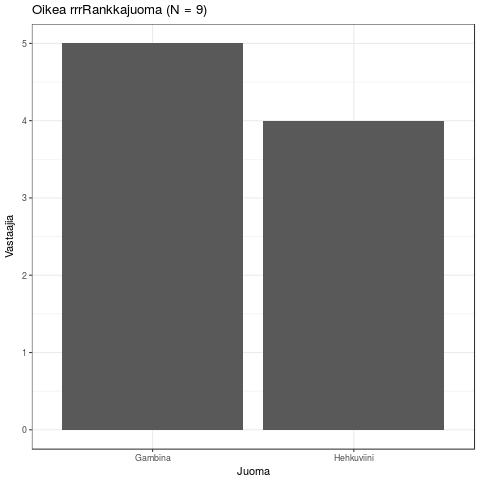 Oikea rrrRankkajuoma (N = 9)
Vastaajia
5
4
3
2
1
0
Gambina
Hehkuviini
Juoma